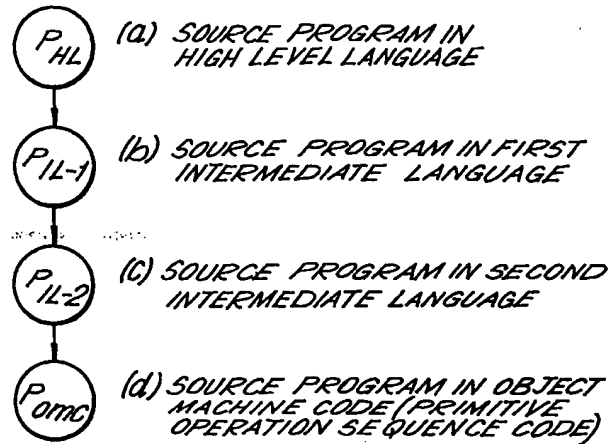 P_HL (a) SOURCE PROGRAM IN
HIGH LEVEL LANGUAGE
P_IL-1 (b) SOURCE PROGRAM IN FIRST
INTERMEDIATE LANGUAGE
P_IL-2 (c) SOURCE PROGRAM IN SECOND
INTERMEDIATE LANGUAGE
P_omc (d) SOURCE PROGRAM IN OBJECT
MACHINE CODE (PRIMITIVE
OPERATION SEQUENCE CODE)